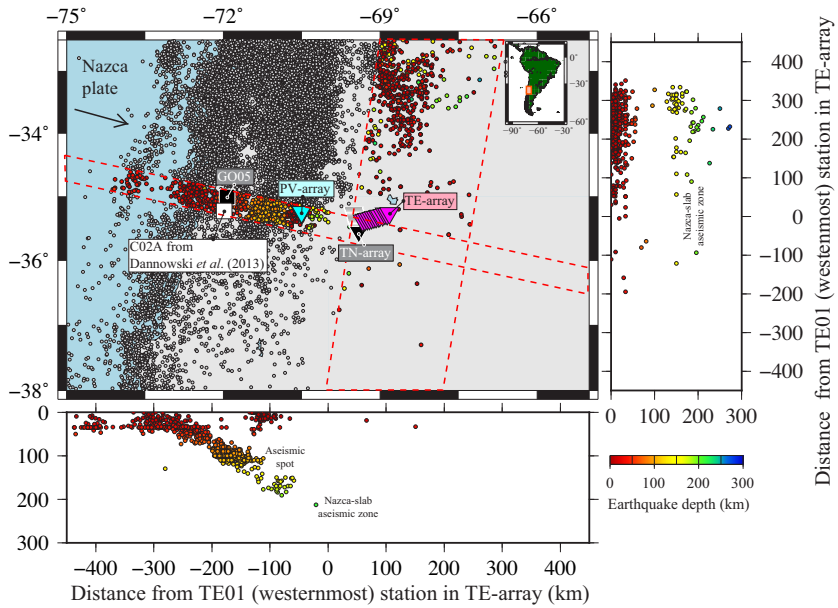 −75° −72° −69° −66°
Nazca
plate
0°
−30°
−60°
−90° −60° −30°
−34°
−36°
−38°
GO05
PV-array
TE-array
TN-array
C02A from
Dannowski et al. (2013)
400
300
200
100
0
−100
−200
−300
−400
0 100 200 300
Nazca-slab
aseismic zone
Distance from TE01 (westernmost) station in TE-array (km)
0
100
200
300
Aseismic
spot
Nazca-slab
aseismic zone
−400 −300 −200 −100 0 100 200 300 400
Distance from TE01 (westernmost) station in TE-array (km)
0 100 200 300
Earthquake depth (km)